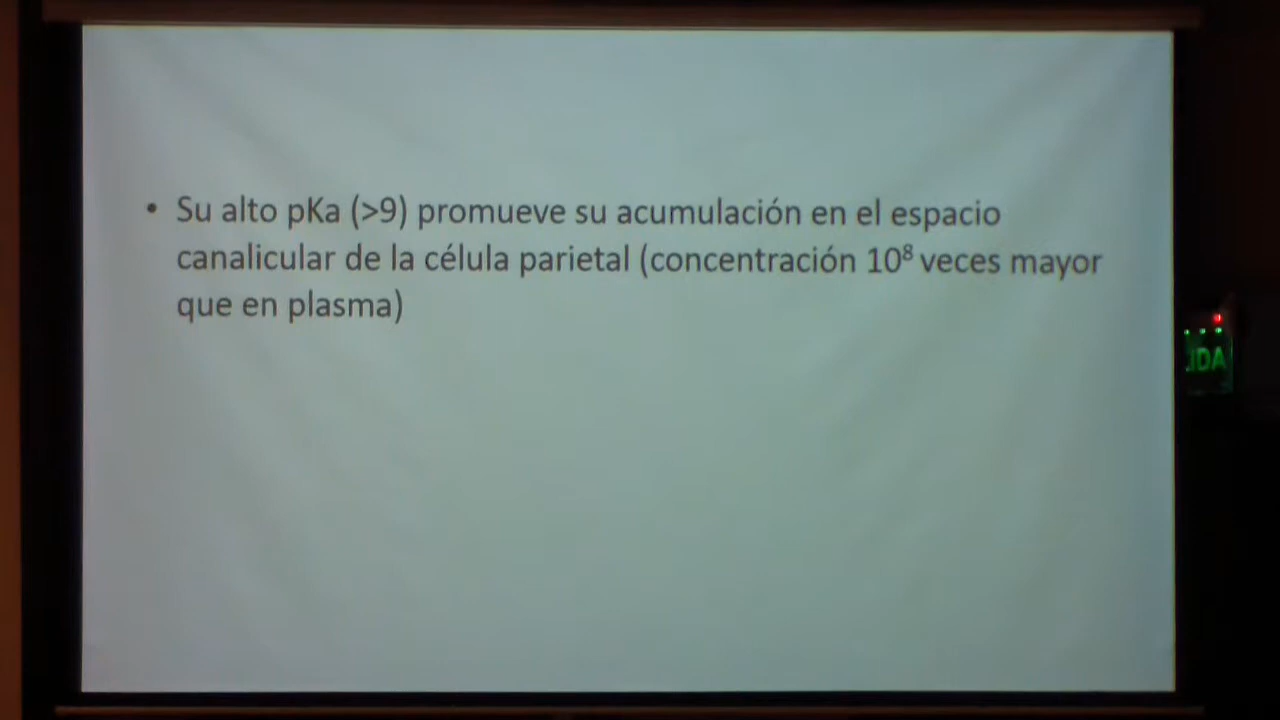 • Su alto pKa (>9) promueve su acumulación en el espacio
canalicular de la célula parietal (concentración 10⁸ veces mayor
que en plasma)
IDA